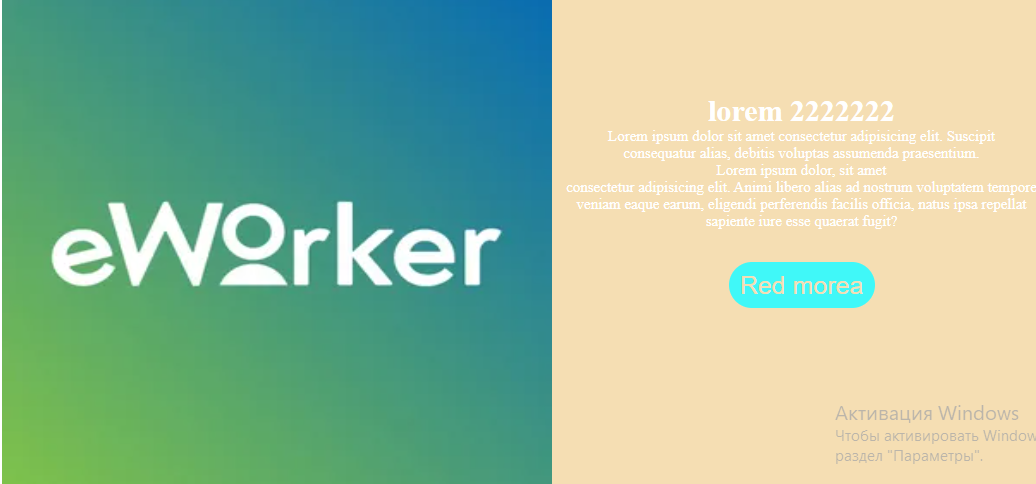 eWorker
lorem 2222222
Lorem ipsum dolor sit amet consectetur adipisicing elit. Suscipit
consequatur alias, debitis voluptas assumenda praesentium.
Lorem ipsum dolor, sit amet
consectetur adipisicing elit. Animi libero alias ad nostrum voluptatem tempore
veniam eaque earum, eligendi perferendis facilis officia, natus ipsa repellat
sapiente iure esse quaerat fugit?
Red morea
Активация Windows
Чтобы активировать Window
раздел "Параметры".